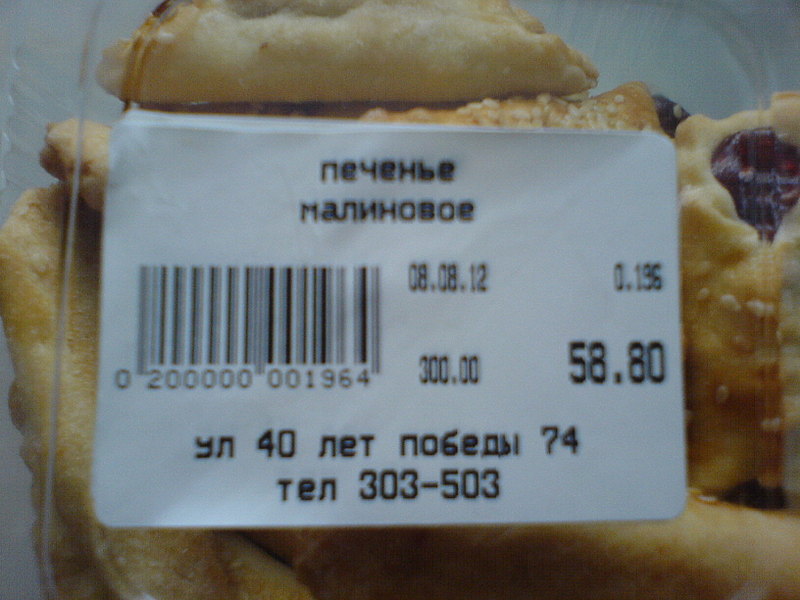 печенье
малиновое
08.08.12 0.196
300.00 58.80
0 200000 001964
ул 40 лет победы 74
тел 303-503